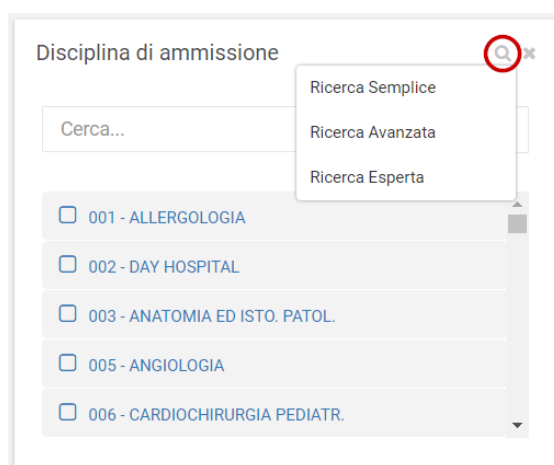 Disciplina di ammissione
Ricerca Semplice
Cerca...
Ricerca Avanzata
Ricerca Esperta
001 - ALLERGOLOGIA
002 - DAY HOSPITAL
003 - ANATOMIA ED ISTO. PATOL.
005 - ANGIOLOGIA
006 - CARDIOCHIRURGIA PEDIATR.